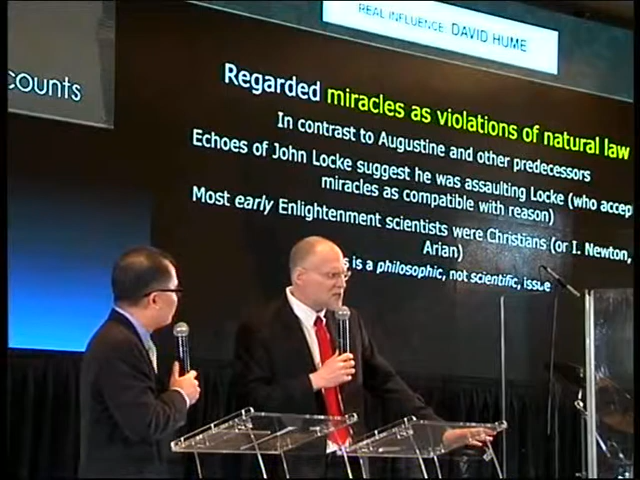 REAL INFLUENCE: DAVID HUME
counts
Regarded miracles as violations of natural law
In contrast to Augustine, and other predecessors
Echoes of John Locke suggest he was assaulting Locke (who accep
miracles as compatible with reason)
Most early Enlightenment scientists were Christians (or I. Newton,
Arian)
is a philosophic, not scientific, issue